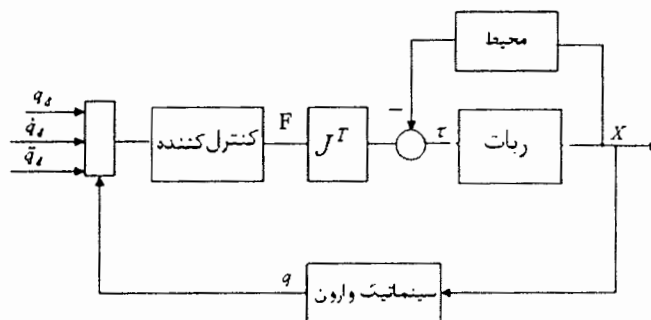 محیط
q_d
q̇_d
q̈_d
کنترل کننده
F
J^T
−
τ
ربات
X
q
سینماتیک وارون